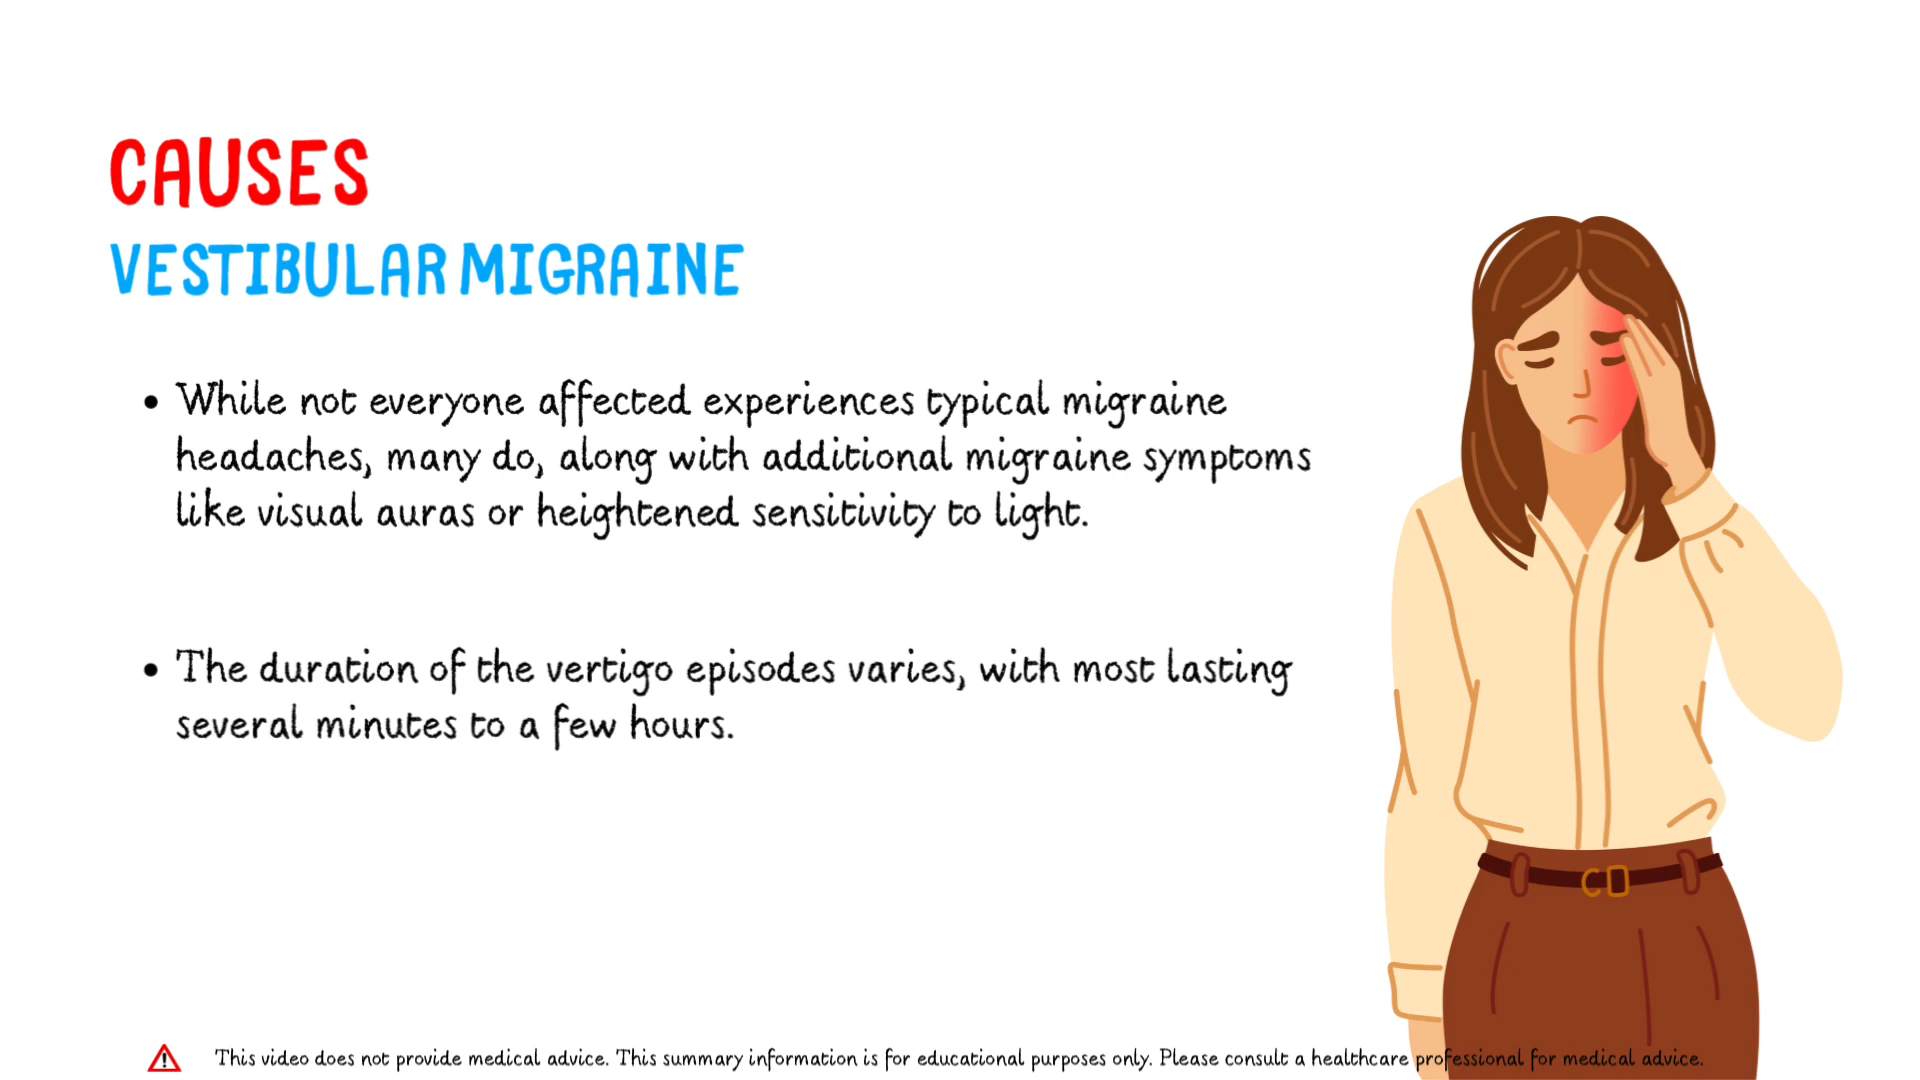 CAUSES
VESTIBULAR MIGRAINE
• While not everyone affected experiences typical migraine
headaches, many do, along with additional migraine symptoms
like visual auras or heightened sensitivity to light.
• The duration of the vertigo episodes varies, with most lasting
several minutes to a few hours.
This video does not provide medical advice. This summary information is for educational purposes only. Please consult a healthcare professional for medical advice.